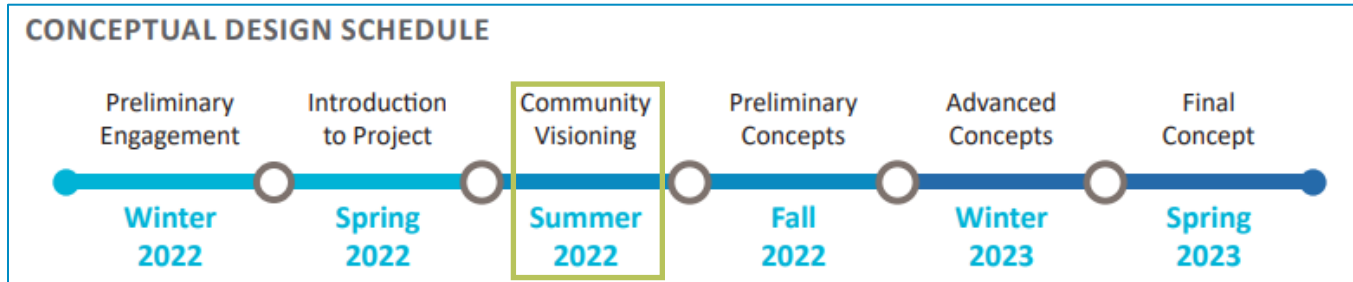 CONCEPTUAL DESIGN SCHEDULE
Preliminary
Engagement
Introduction
to Project
Community
Visioning
Preliminary
Concepts
Advanced
Concepts
Final
Concept
Winter
2022
Spring
2022
Summer
2022
Fall
2022
Winter
2023
Spring
2023